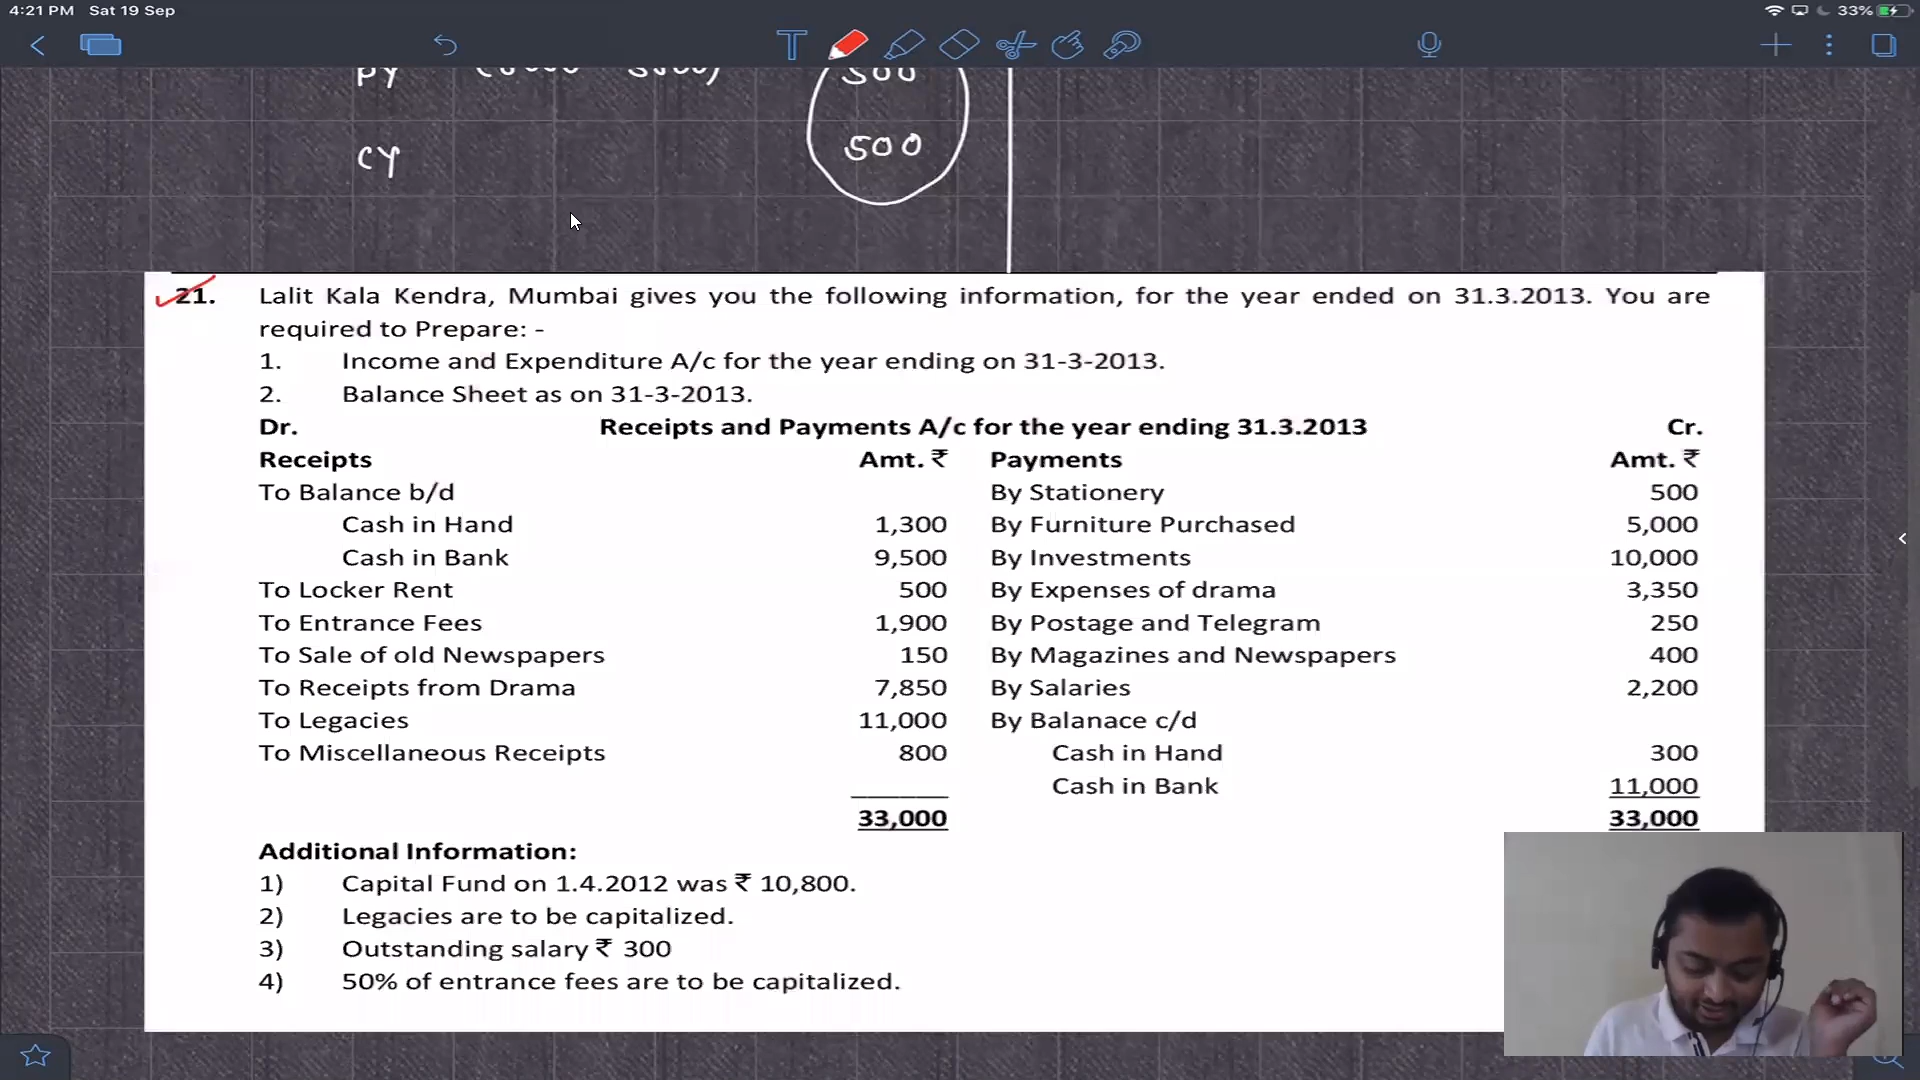 4:21 PM Sat 19 Sep 33%
PY
500
CY 500
21. Lalit Kala Kendra, Mumbai gives you the following information, for the year ended on 31.3.2013. You are
required to Prepare: -
1. Income and Expenditure A/c for the year ending on 31-3-2013.
2. Balance Sheet as on 31-3-2013.
Dr. Receipts and Payments A/c for the year ending 31.3.2013 Cr.
Receipts Amt. ₹ Payments Amt. ₹
To Balance b/d By Stationery 500
Cash in Hand 1,300 By Furniture Purchased 5,000
Cash in Bank 9,500 By Investments 10,000
To Locker Rent 500 By Expenses of drama 3,350
To Entrance Fees 1,900 By Postage and Telegram 250
To Sale of old Newspapers 150 By Magazines and Newspapers 400
To Receipts from Drama 7,850 By Salaries 2,200
To Legacies 11,000 By Balanace c/d
To Miscellaneous Receipts 800 Cash in Hand 300
Cash in Bank 11,000
33,000 33,000
Additional Information:
1) Capital Fund on 1.4.2012 was ₹ 10,800.
2) Legacies are to be capitalized.
3) Outstanding salary ₹ 300
4) 50% of entrance fees are to be capitalized.